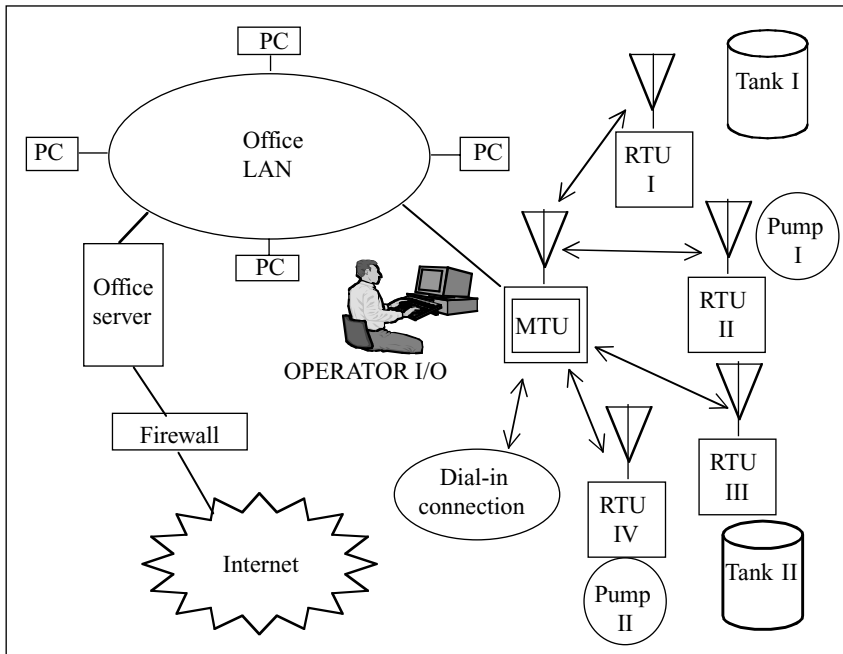 PC
Tank I
Office
LAN
PC
PC
RTU
I
Pump
I
PC
Office
server
RTU
II
MTU
OPERATOR I/O
Firewall
Dial-in
connection
RTU
III
RTU
IV
Internet
Tank II
Pump
II